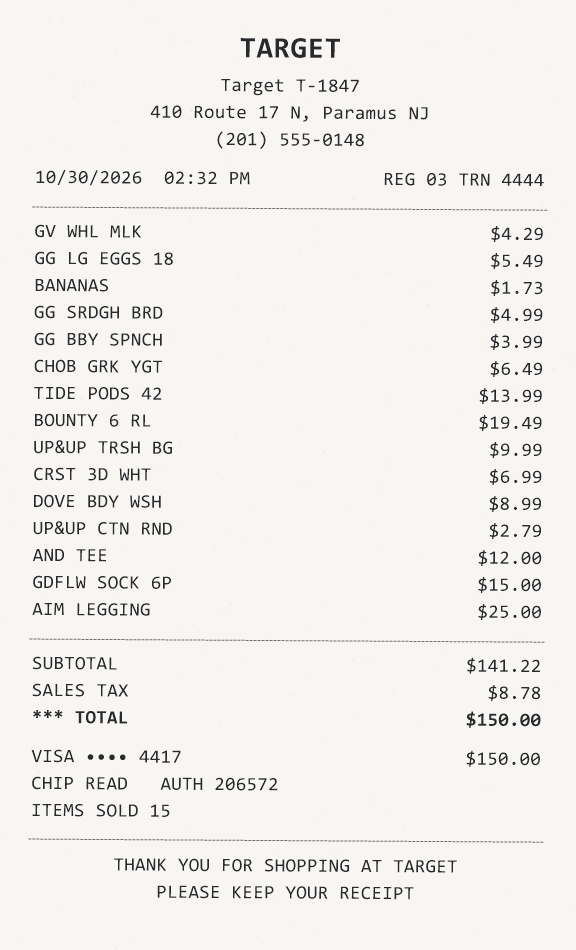 TARGET
Target T-1847
410 Route 17 N, Paramus NJ
(201) 555-0148
10/30/2026 02:32 PM REG 03 TRN 4444
GV WHL MLK $4.29
GG LG EGGS 18 $5.49
BANANAS $1.73
GG SRDGH BRD $4.99
GG BBY SPNCH $3.99
CHOB GRK YGT $6.49
TIDE PODS 42 $13.99
BOUNTY 6 RL $19.49
UP&UP TRSH BG $9.99
CRST 3D WHT $6.99
DOVE BDY WSH $8.99
UP&UP CTN RND $2.79
AND TEE $12.00
GDFLW SOCK 6P $15.00
AIM LEGGING $25.00
SUBTOTAL $141.22
SALES TAX $8.78
*** TOTAL $150.00
VISA •••• 4417 $150.00
CHIP READ AUTH 206572
ITEMS SOLD 15
THANK YOU FOR SHOPPING AT TARGET
PLEASE KEEP YOUR RECEIPT